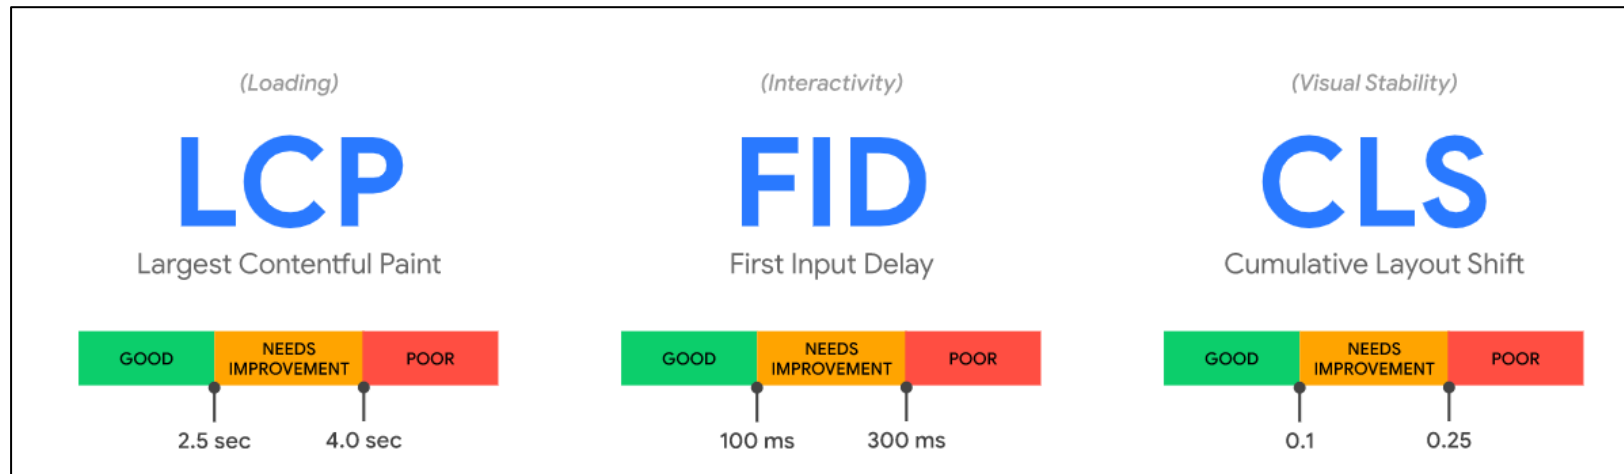 (Loading)
LCP
Largest Contentful Paint
GOOD
NEEDS
IMPROVEMENT
POOR
2.5 sec
4.0 sec
(Interactivity)
FID
First Input Delay
GOOD
NEEDS
IMPROVEMENT
POOR
100 ms
300 ms
(Visual Stability)
CLS
Cumulative Layout Shift
GOOD
NEEDS
IMPROVEMENT
POOR
0.1
0.25